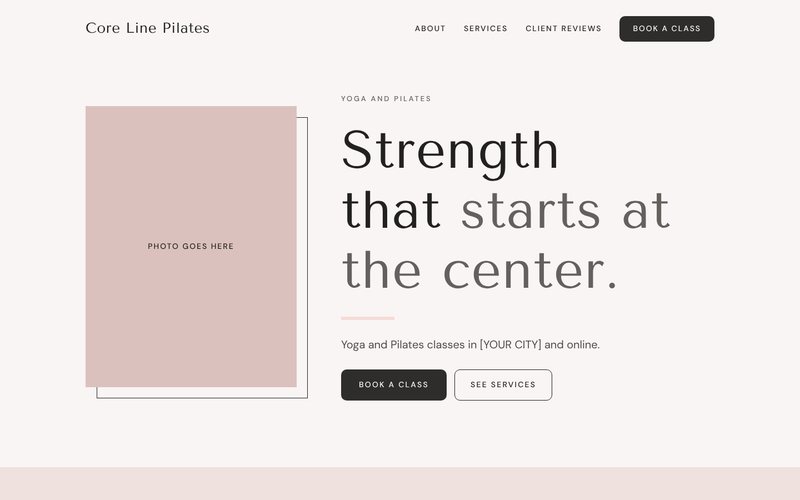 Core Line Pilates
ABOUT SERVICES CLIENT REVIEWS BOOK A CLASS
PHOTO GOES HERE
YOGA AND PILATES
Strength
that starts at
the center.
Yoga and Pilates classes in [YOUR CITY] and online.
BOOK A CLASS SEE SERVICES